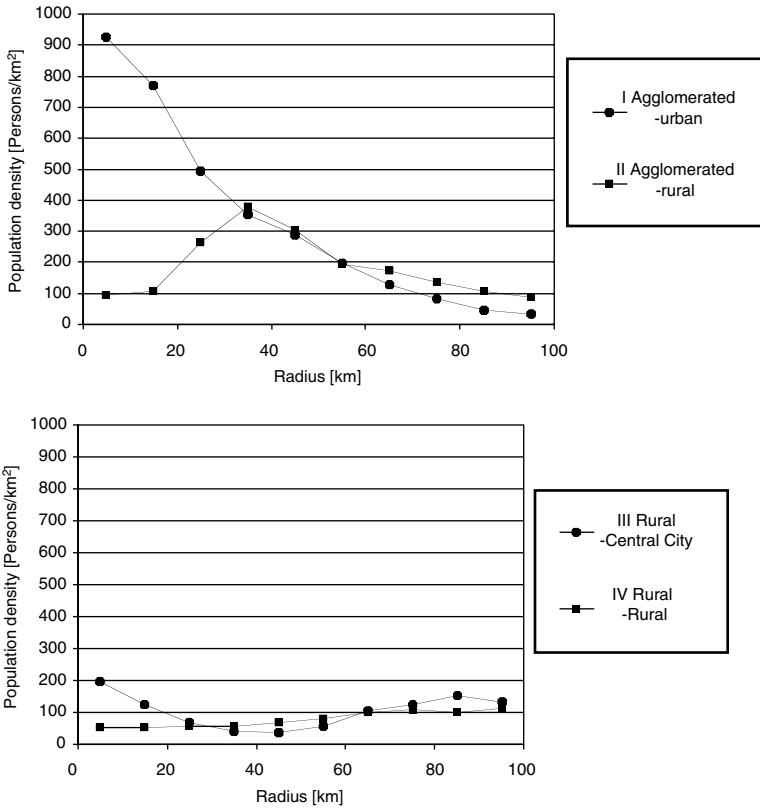 1000
900
800
700
600
500
400
300
200
100
0
Population density [Persons/km²]
0 20 40 60 80 100
Radius [km]
I Agglomerated
-urban
II Agglomerated
-rural
1000
900
800
700
600
500
400
300
200
100
0
Population density [Persons/km²]
0 20 40 60 80 100
Radius [km]
III Rural
-Central City
IV Rural
-Rural